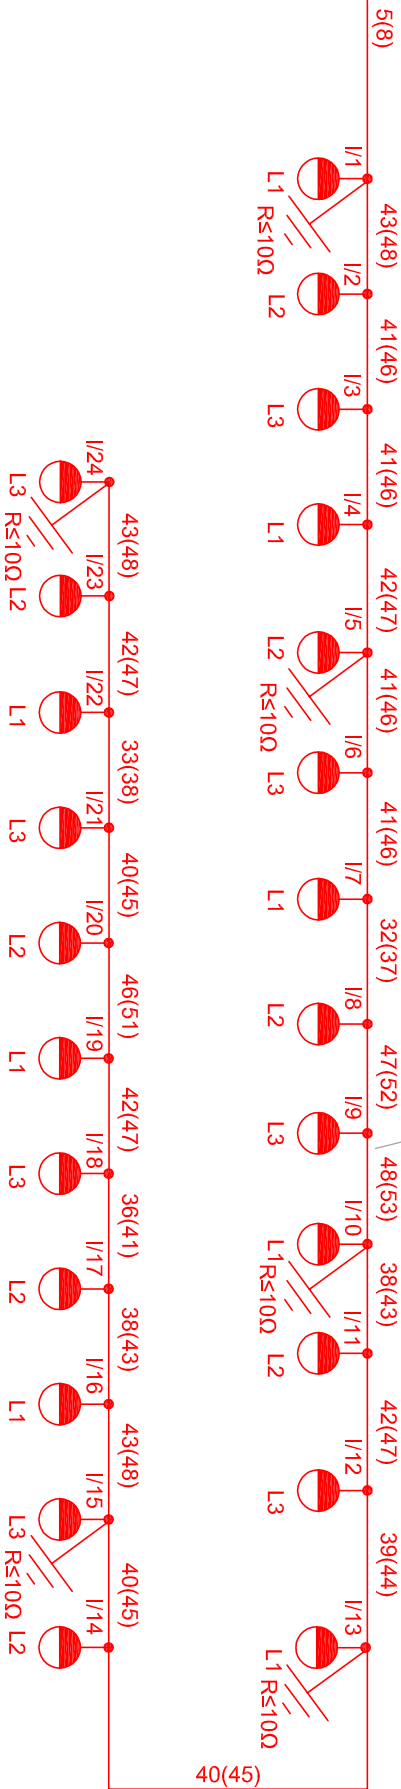 5(8)
I/1
L1
R≤10Ω
43(48)
I/2
L2
41(46)
I/3
L3
41(46)
I/4
L1
42(47)
I/5
L2
R≤10Ω
41(46)
I/6
L3
41(46)
I/7
L1
32(37)
I/8
L2
47(52)
I/9
L3
48(53)
I/10
L1
R≤10Ω
38(43)
I/11
L2
42(47)
I/12
L3
39(44)
I/13
L1
R≤10Ω
40(45)
I/24
L3
R≤10Ω
43(48)
I/23
L2
42(47)
I/22
L1
33(38)
I/21
L3
40(45)
I/20
L2
46(51)
I/19
L1
42(47)
I/18
L3
36(41)
I/17
L2
38(43)
I/16
L1
43(48)
I/15
L3
R≤10Ω
40(45)
I/14
L2